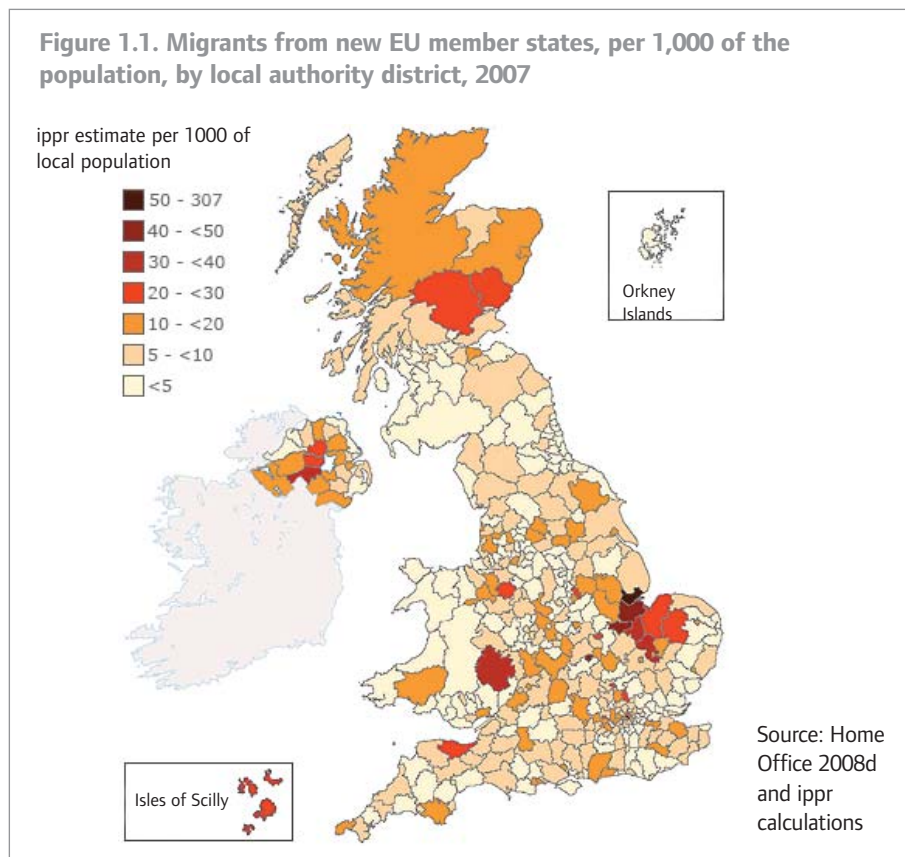 Figure 1.1. Migrants from new EU member states, per 1,000 of the
population, by local authority district, 2007
ippr estimate per 1000 of
local population
50 - 307
40 - <50
30 - <40
20 - <30
10 - <20
5 - <10
<5
Orkney
Islands
Isles of Scilly
Source: Home
Office 2008d
and ippr
calculations